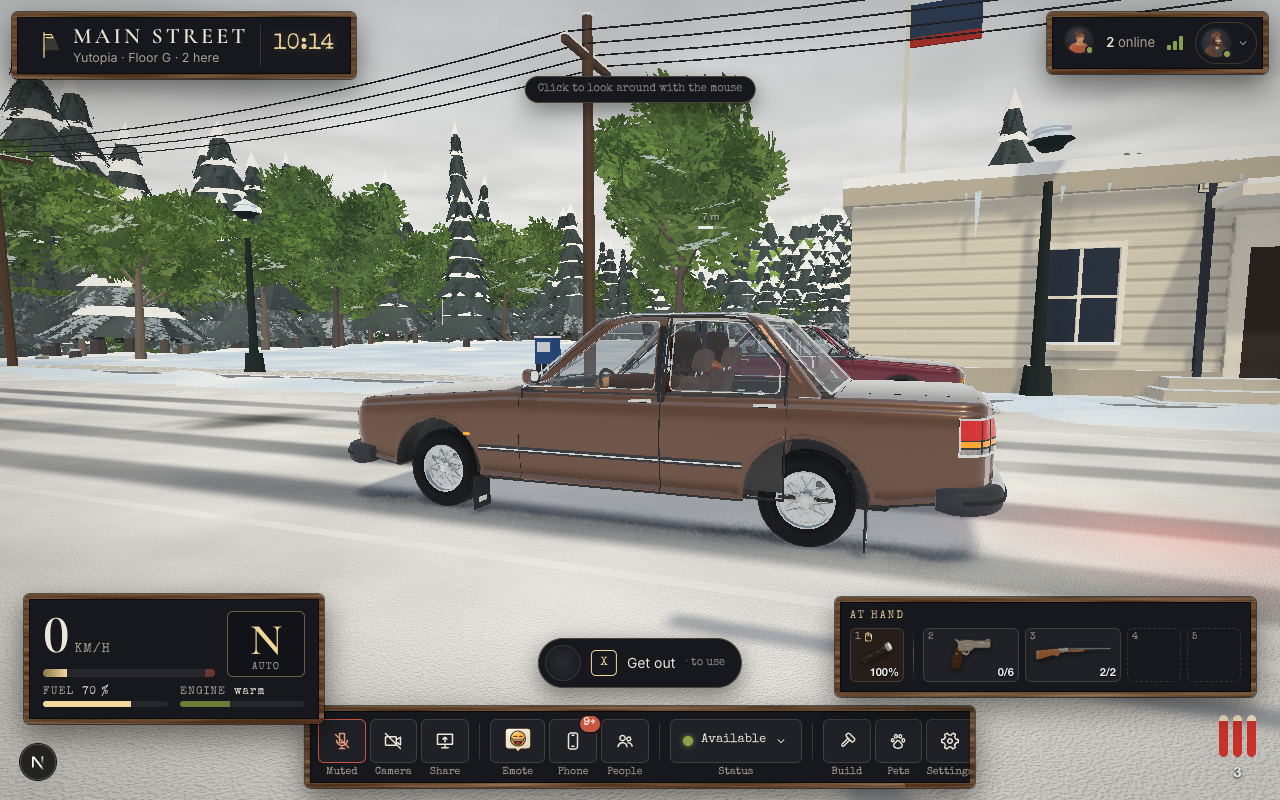 MAIN STREET
Yutopia · Floor G · 2 here
10:14
2 online
Click to look around with the mouse
7 m
0 KM/H
N
AUTO
FUEL 70 %
ENGINE warm
X Get out · to use
AT HAND
1
100%
2
0/6
3
2/2
4
5
9+
Muted
Camera
Share
Emote
Phone
People
Available
Status
Build
Pets
Settings
N
3